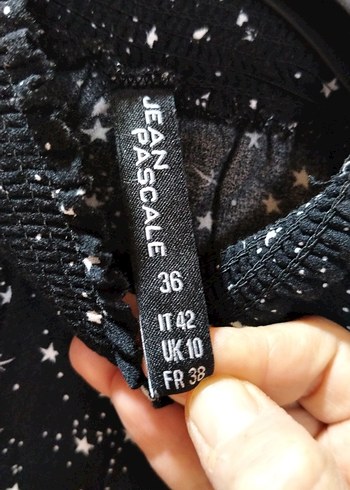 JEAN
PASCALE
36
IT 42
UK 10
FR 38